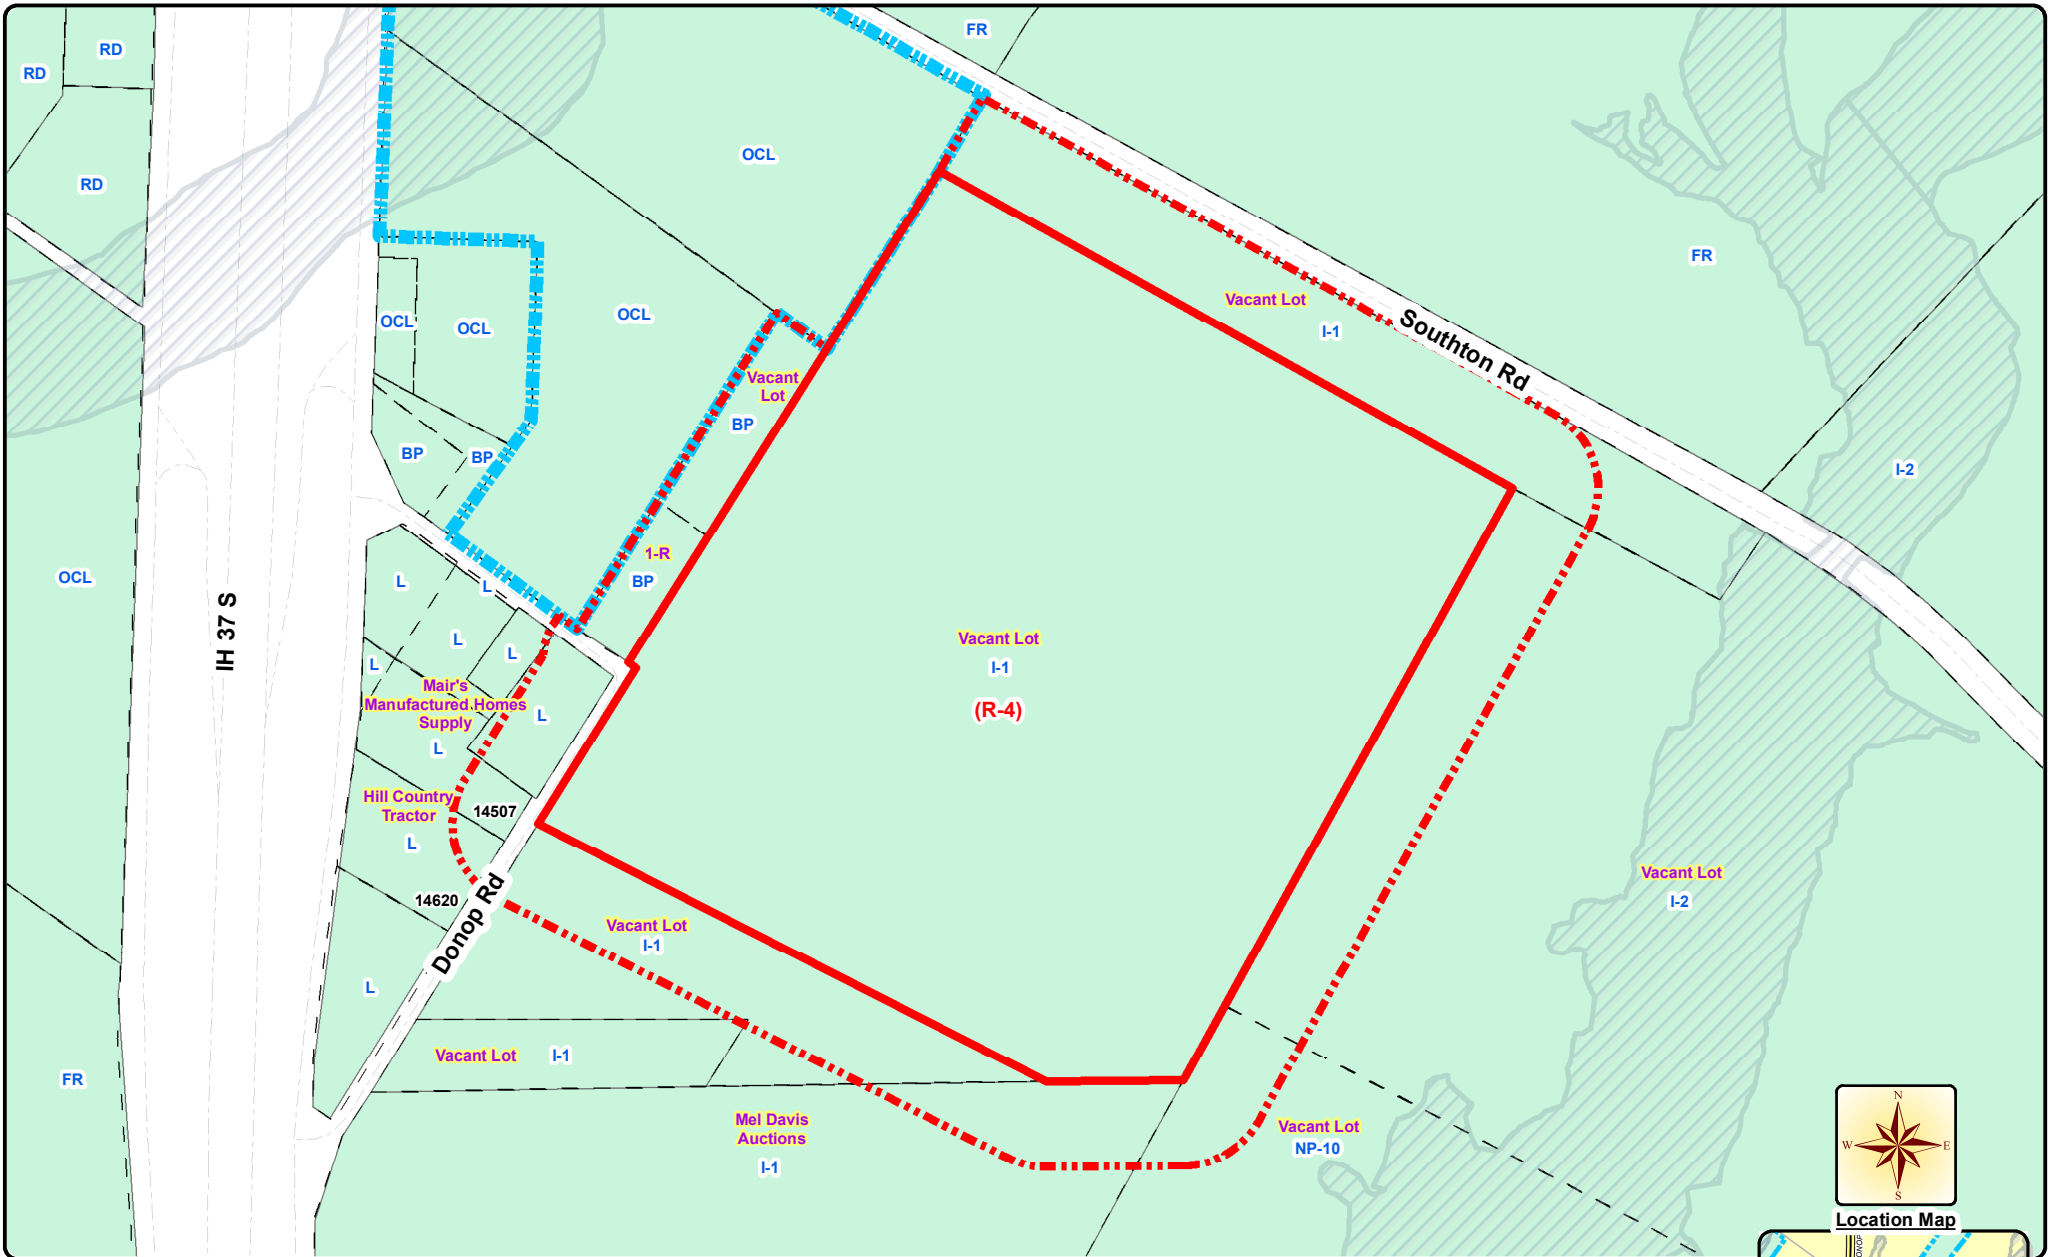 FR
RD
RD
OCL
RD
FR
Vacant Lot
I-1
OCL
OCL
OCL
Southton Rd
Vacant
Lot
BP
BP
BP
I-2
1-R
BP
OCL
IH 37 S
L
L
L
L
L
Vacant Lot
I-1
(R-4)
Mair's
Manufactured Homes
Supply
L
L
Hill Country
Tractor
L
14507
14620
Donop Rd
Vacant Lot
I-1
Vacant Lot
I-2
L
Vacant Lot
I-1
FR
Mel Davis
Auctions
I-1
Vacant Lot
NP-10
N
W
E
S
Location Map